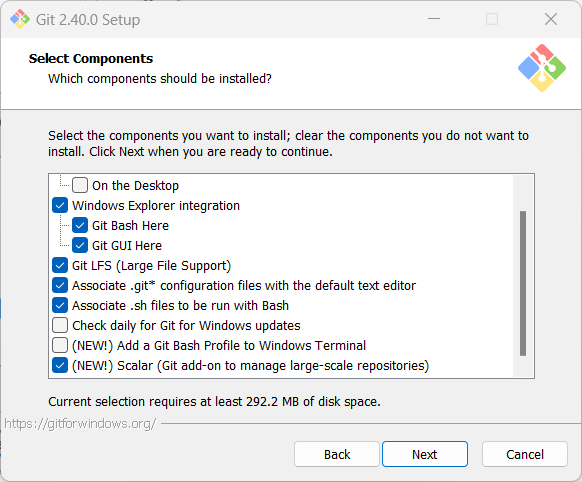 Git 2.40.0 Setup
Select Components
Which components should be installed?
Select the components you want to install; clear the components you do not want to
install. Click Next when you are ready to continue.
On the Desktop
Windows Explorer integration
Git Bash Here
Git GUI Here
Git LFS (Large File Support)
Associate .git* configuration files with the default text editor
Associate .sh files to be run with Bash
Check daily for Git for Windows updates
(NEW!) Add a Git Bash Profile to Windows Terminal
(NEW!) Scalar (Git add-on to manage large-scale repositories)
Current selection requires at least 292.2 MB of disk space.
https://gitforwindows.org/
Back Next Cancel